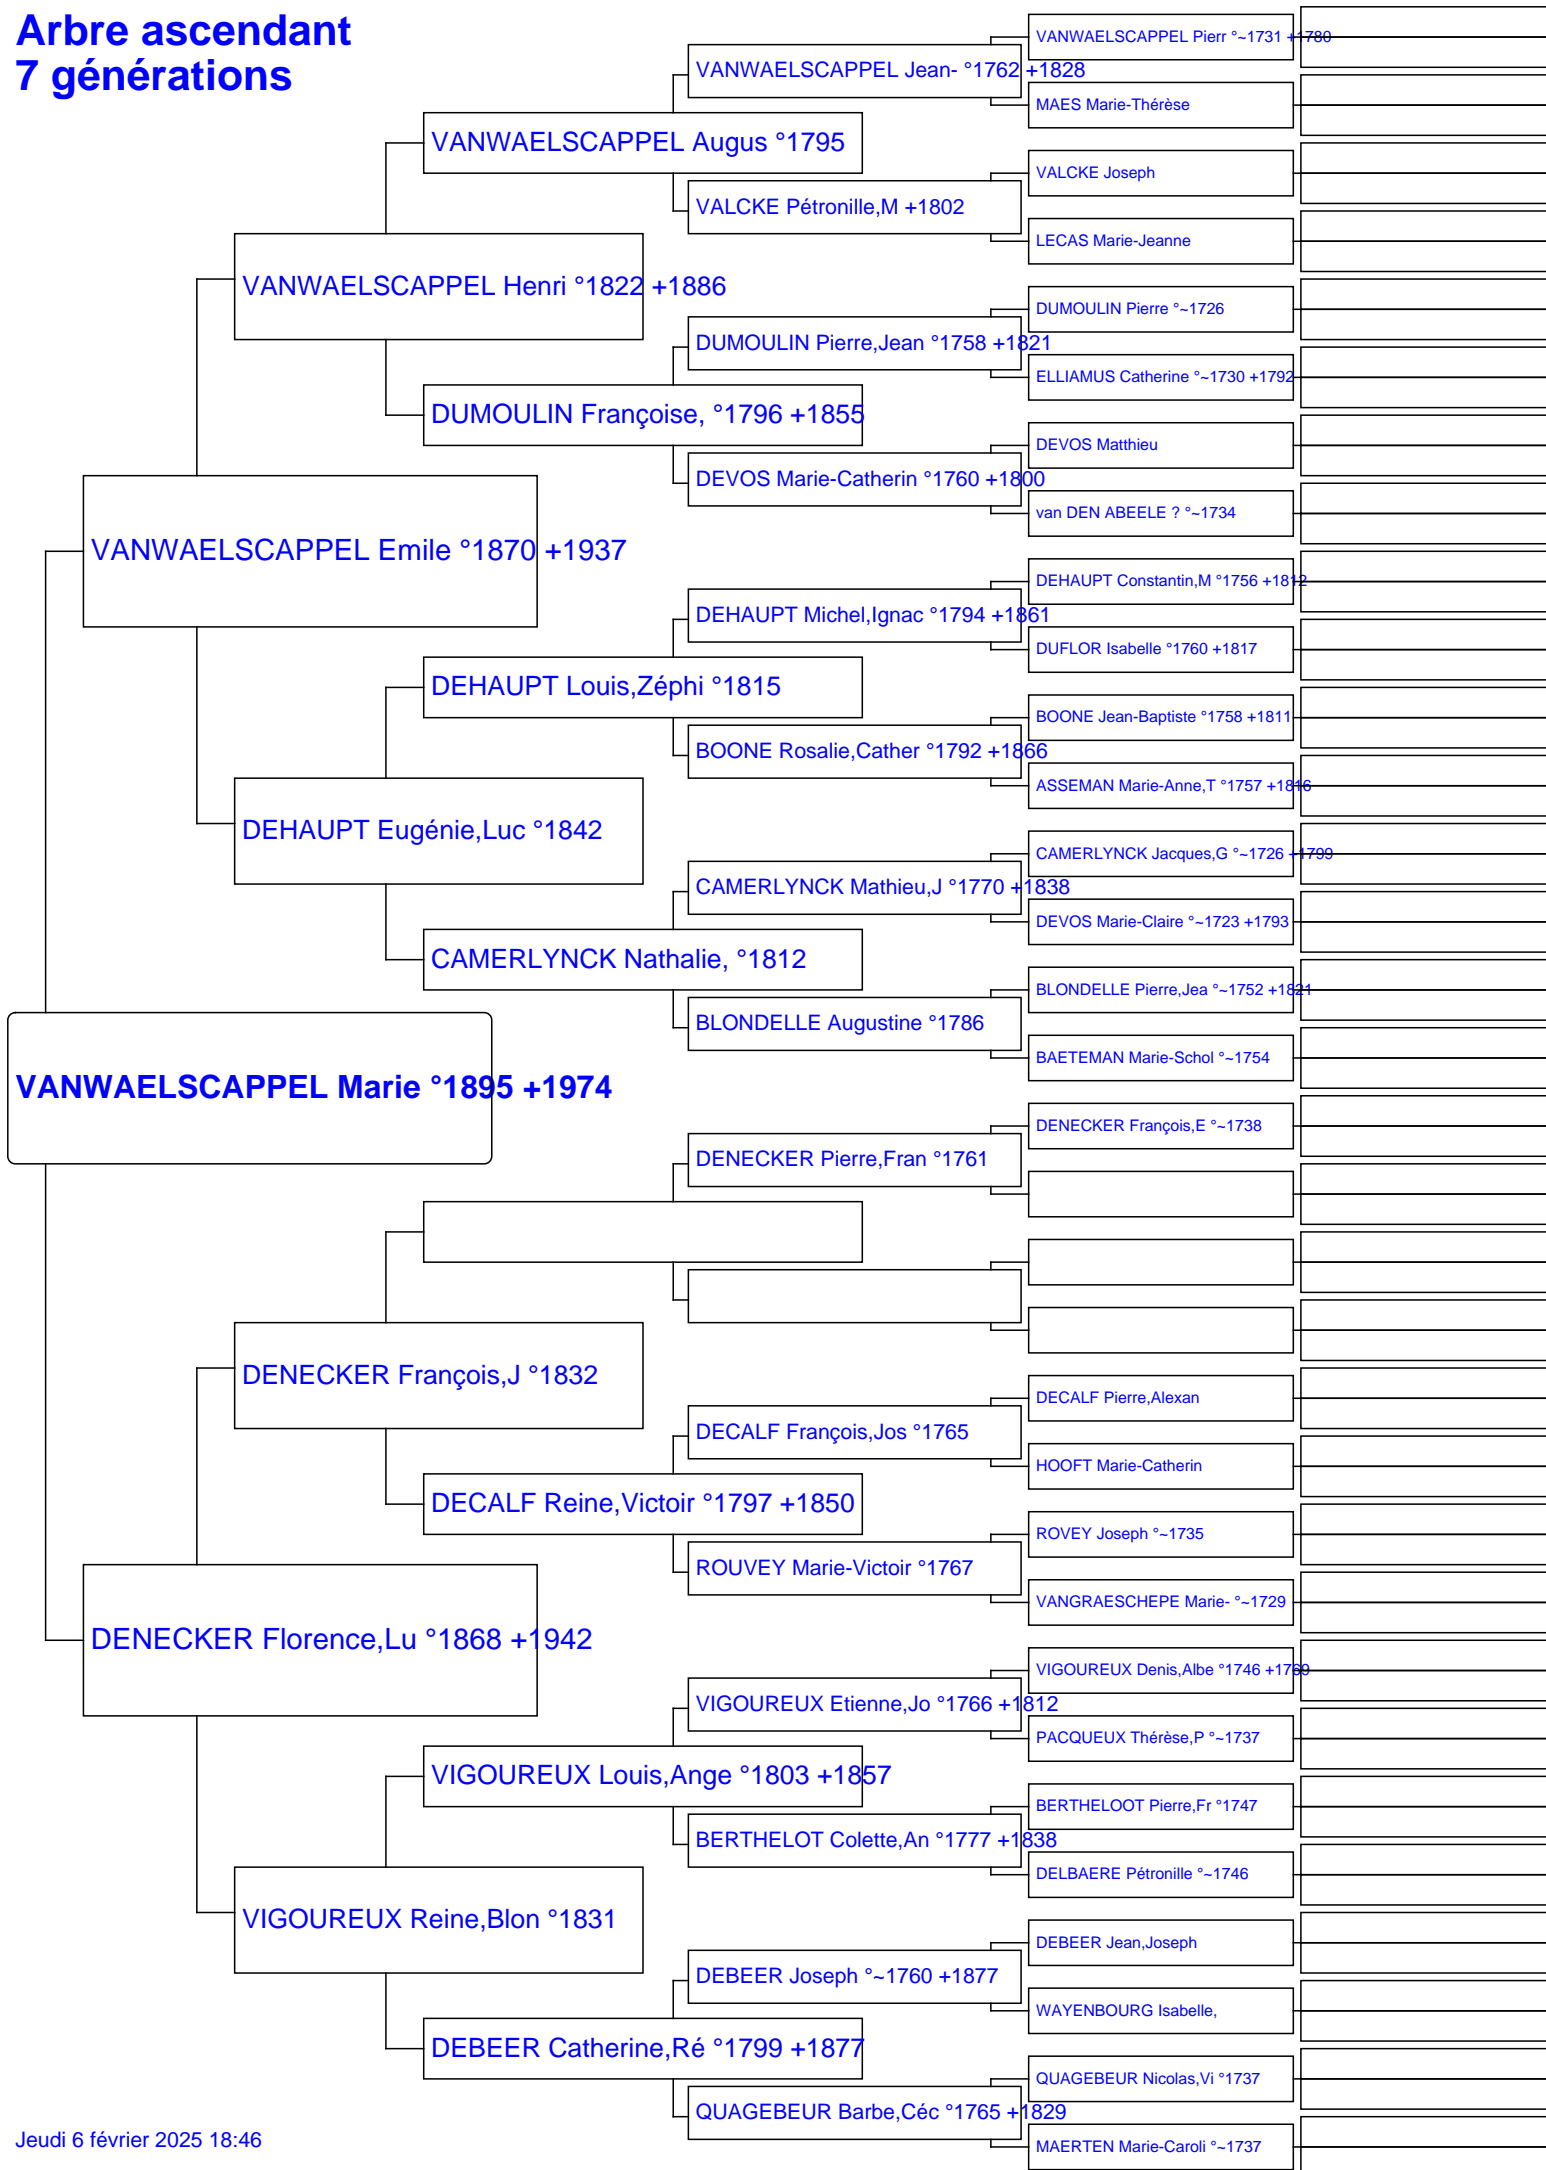 Arbre ascendant
7 générations
VANWAELSCAPPEL Pierr °~1731 +1780
VANWAELSCAPPEL Jean- °1762 +1828
MAES Marie-Thérèse
VANWAELSCAPPEL Augus °1795
VALCKE Joseph
VALCKE Pétronille,M +1802
LECAS Marie-Jeanne
VANWAELSCAPPEL Henri °1822 +1886
DUMOULIN Pierre °~1726
DUMOULIN Pierre,Jean °1758 +1821
ELLIAMUS Catherine °~1730 +1792
DUMOULIN Françoise, °1796 +1855
DEVOS Matthieu
DEVOS Marie-Catherin °1760 +1800
van DEN ABEELE ? °~1734
VANWAELSCAPPEL Emile °1870 +1937
DEHAUPT Constantin,M °1756 +1812
DEHAUPT Michel,Ignac °1794 +1861
DUFLOR Isabelle °1760 +1817
DEHAUPT Louis,Zéphi °1815
BOONE Jean-Baptiste °1758 +1811
BOONE Rosalie,Cather °1792 +1866
ASSEMAN Marie-Anne,T °1757 +1816
DEHAUPT Eugénie,Luc °1842
CAMERLYNCK Jacques,G °~1726 +1799
CAMERLYNCK Mathieu,J °1770 +1838
DEVOS Marie-Claire °~1723 +1793
CAMERLYNCK Nathalie, °1812
BLONDELLE Pierre,Jea °~1752 +1821
BLONDELLE Augustine °1786
BAETEMAN Marie-Schol °~1754
VANWAELSCAPPEL Marie °1895 +1974
DENECKER François,E °~1738
DENECKER Pierre,Fran °1761
DENECKER François,J °1832
DECALF Pierre,Alexan
DECALF François,Jos °1765
HOOFT Marie-Catherin
DECALF Reine,Victoir °1797 +1850
ROVEY Joseph °~1735
ROUVEY Marie-Victoir °1767
VANGRAESCHEPE Marie- °~1729
DENECKER Florence,Lu °1868 +1942
VIGOUREUX Denis,Albe °1746 +1769
VIGOUREUX Etienne,Jo °1766 +1812
PACQUEUX Thérèse,P °~1737
VIGOUREUX Louis,Ange °1803 +1857
BERTHELOOT Pierre,Fr °1747
BERTHELOT Colette,An °1777 +1838
DELBAERE Pétronille °~1746
VIGOUREUX Reine,Blon °1831
DEBEER Jean,Joseph
DEBEER Joseph °~1760 +1877
WAYENBOURG Isabelle,
DEBEER Catherine,Ré °1799 +1877
QUAGEBEUR Nicolas,Vi °1737
QUAGEBEUR Barbe,Céc °1765 +1829
MAERTEN Marie-Caroli °~1737
Jeudi 6 février 2025 18:46